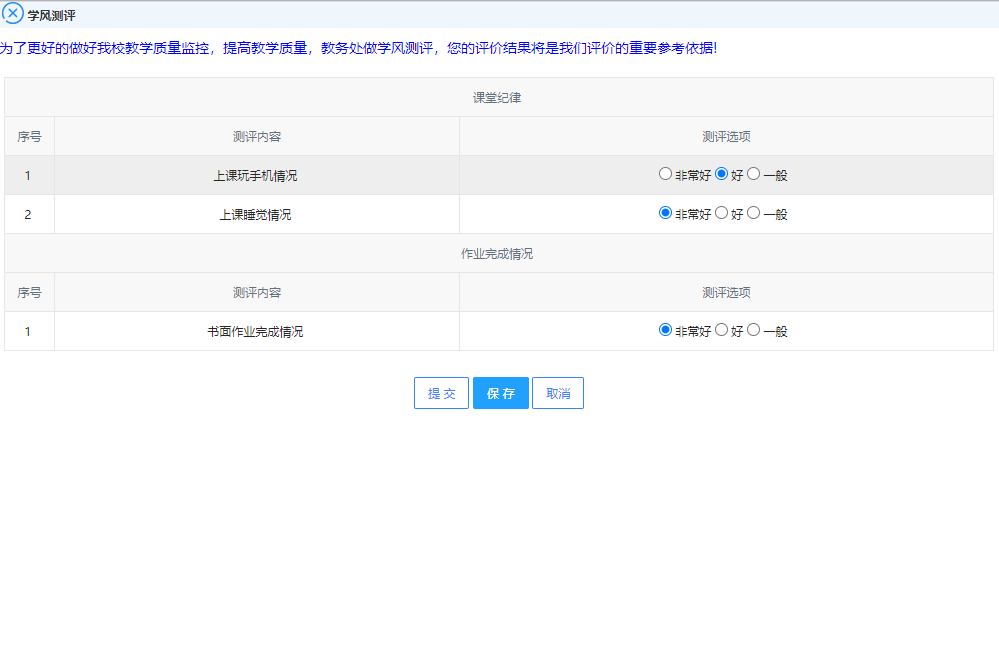 学风测评
为了更好的做好我校教学质量监控，提高教学质量，教务处做学风测评，您的评价结果将是我们评价的重要参考依据!
课堂纪律
序号 测评内容 测评选项
1 上课玩手机情况 非常好 好 一般
2 上课睡觉情况 非常好 好 一般
作业完成情况
序号 测评内容 测评选项
1 书面作业完成情况 非常好 好 一般
提 交 保 存 取消